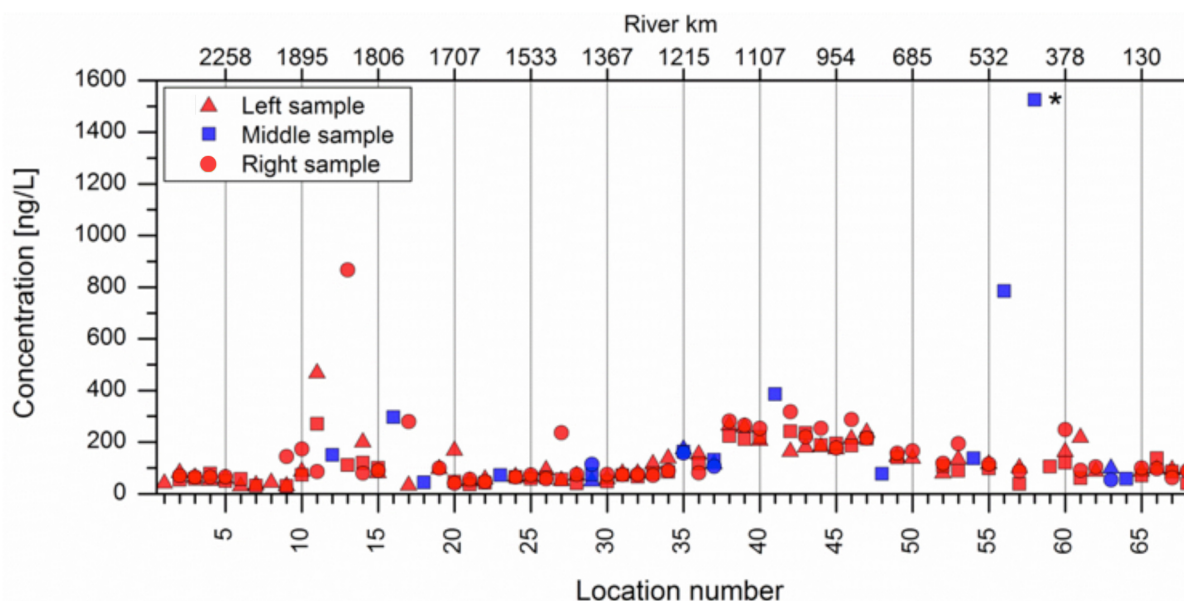 River km
2258 1895 1806 1707 1533 1367 1215 1107 954 685 532 378 130
1600
1400
1200
1000
800
600
400
200
0
Concentration [ng/L]
Left sample
Middle sample
Right sample
*
5 10 15 20 25 30 35 40 45 50 55 60 65
Location number